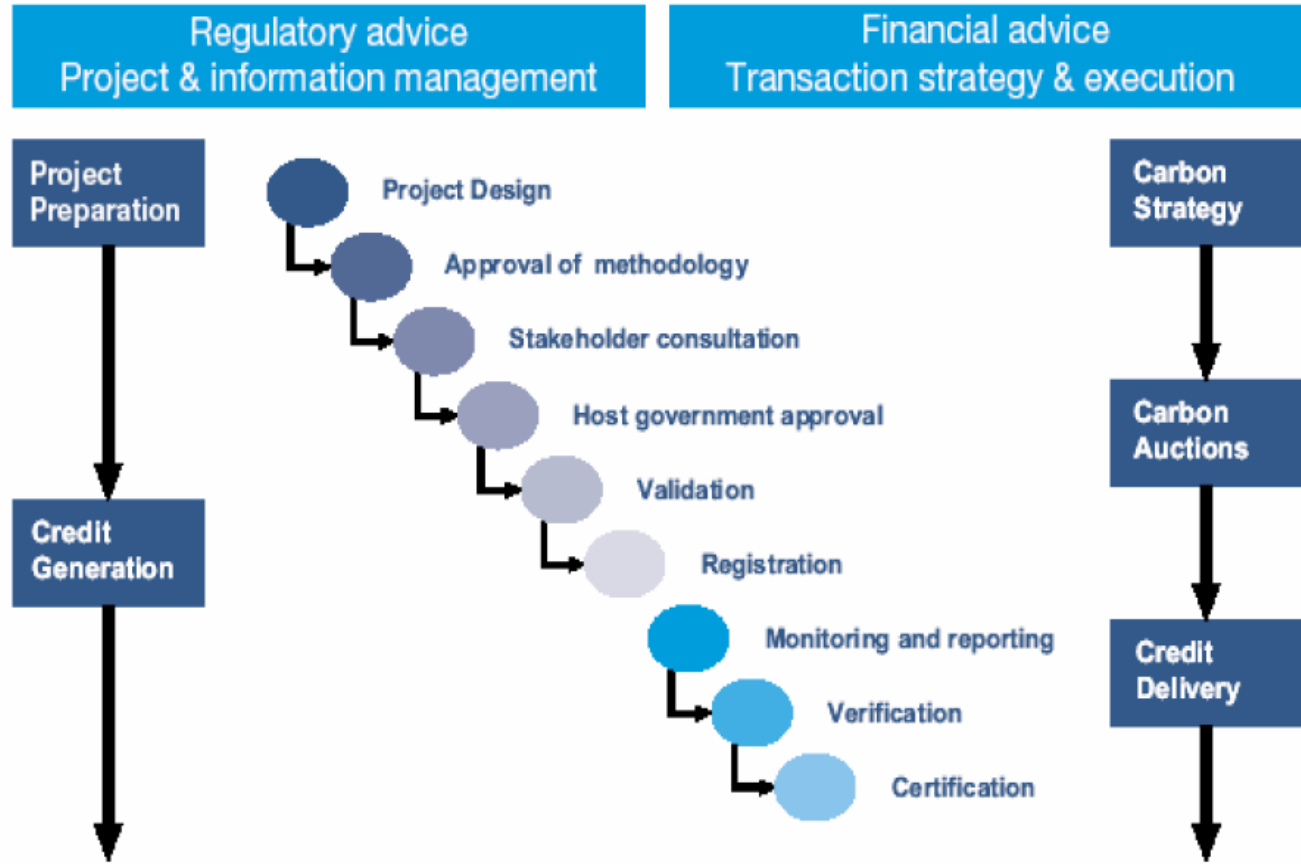 Regulatory advice
Project & information management
Financial advice
Transaction strategy & execution
Project
Preparation
Project Design
Carbon
Strategy
Approval of methodology
Stakeholder consultation
Host government approval
Carbon
Auctions
Validation
Credit
Generation
Registration
Monitoring and reporting
Credit
Delivery
Verification
Certification